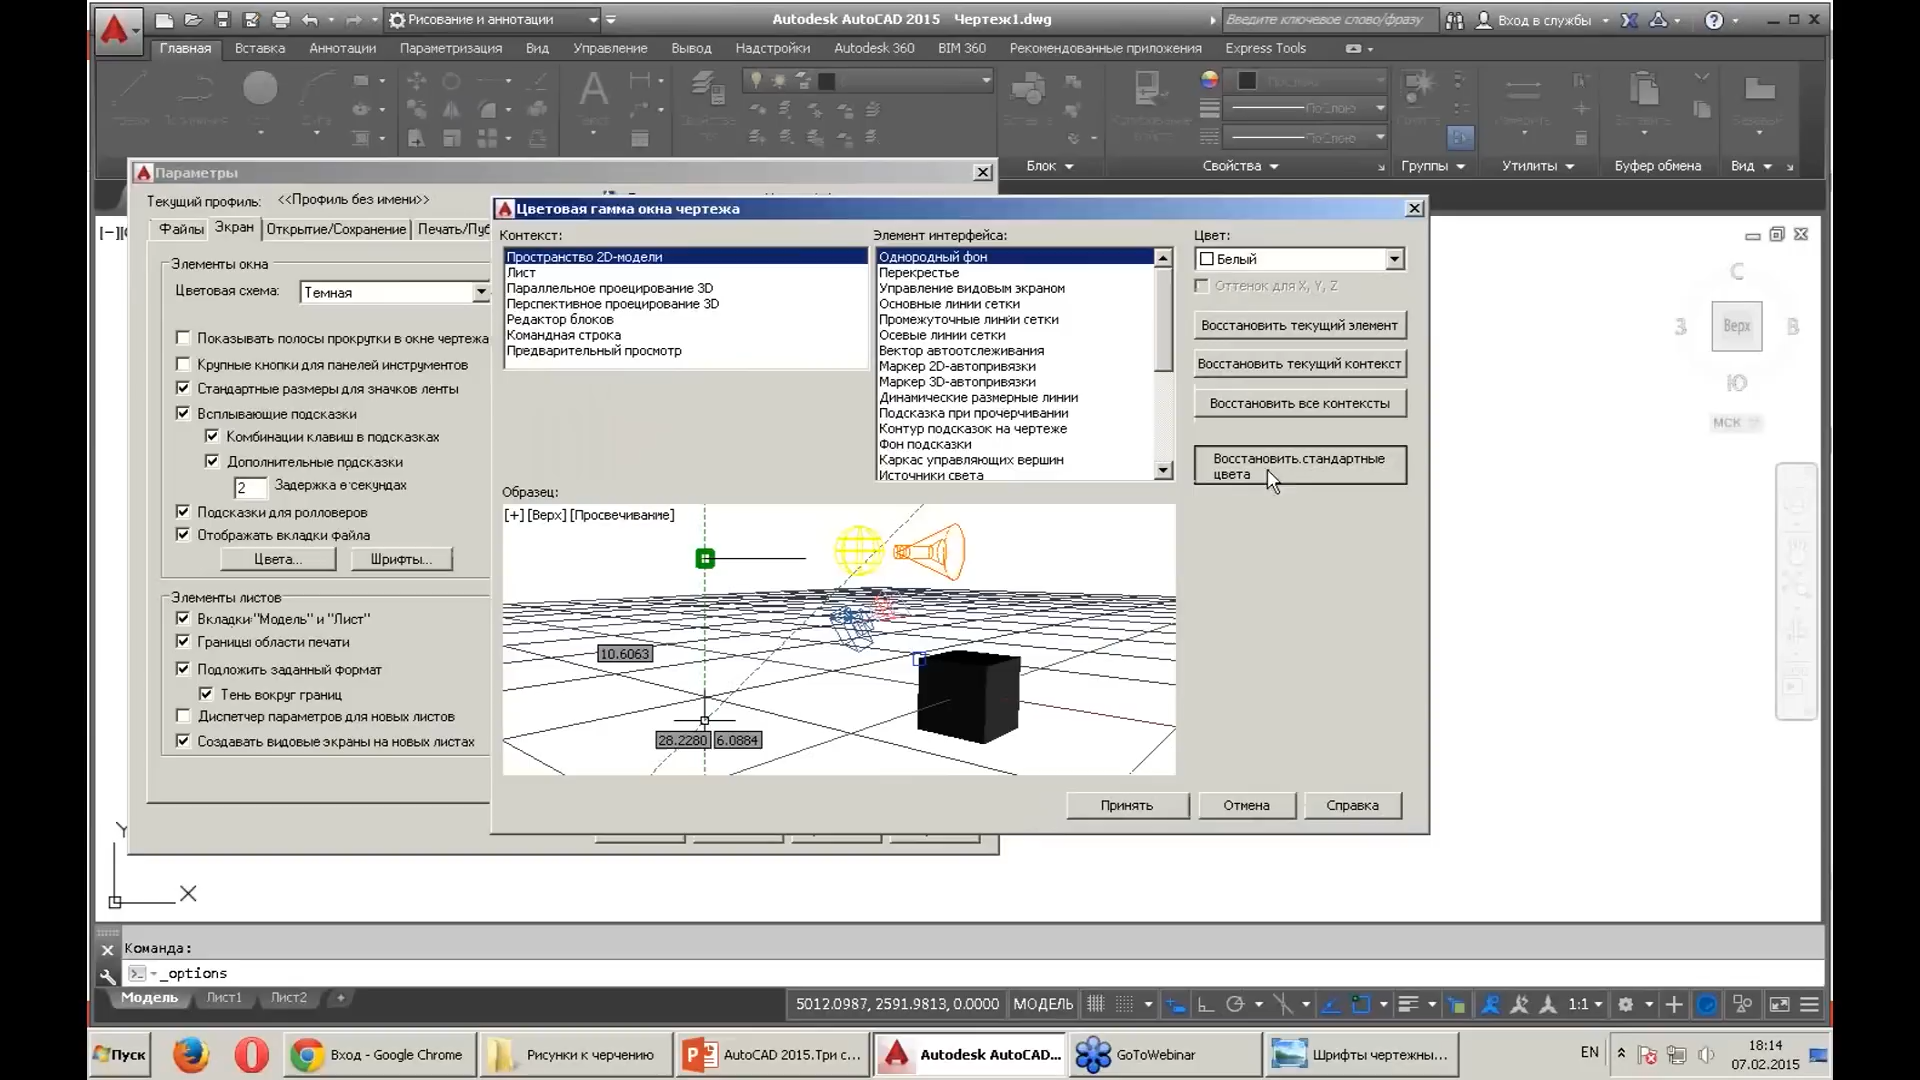 Рисование и аннотации
Autodesk AutoCAD 2015 Чертеж1.dwg
Введите ключевое слово/фразу
Вход в службы
Главная Вставка Аннотации Параметризация Вид Управление Вывод Надстройки Autodesk 360 BIM 360 Рекомендованные приложения Express Tools
ПоСлою
ПоСлою
ПоСлою
Блок Свойства Группы Утилиты Буфер обмена Вид
Параметры
Текущий профиль: <<Профиль без имени>>
Файлы Экран Открытие/Сохранение Печать/Пуб
Элементы окна
Цветовая схема: Темная
Показывать полосы прокрутки в окне чертежа
Крупные кнопки для панелей инструментов
Стандартные размеры для значков ленты
Всплывающие подсказки
Комбинации клавиш в подсказках
Дополнительные подсказки
2 Задержка в секундах
Подсказки для ролловеров
Отображать вкладки файла
Цвета... Шрифты...
Элементы листов
Вкладки "Модель" и "Лист"
Границы области печати
Подложить заданный формат
Тень вокруг границ
Диспетчер параметров для новых листов
Создавать видовые экраны на новых листах
Цветовая гамма окна чертежа
Контекст:
Пространство 2D-модели
Лист
Параллельное проецирование 3D
Перспективное проецирование 3D
Редактор блоков
Командная строка
Предварительный просмотр
Элемент интерфейса:
Однородный фон
Перекрестье
Управление видовым экраном
Основные линии сетки
Промежуточные линии сетки
Осевые линии сетки
Вектор автоотслеживания
Маркер 2D-автопривязки
Маркер 3D-автопривязки
Динамические размерные линии
Подсказка при прочерчивании
Контур подсказок на чертеже
Фон подсказки
Каркас управляющих вершин
Источники света
Цвет:
Белый
Оттенок для X, Y, Z
Восстановить текущий элемент
Восстановить текущий контекст
Восстановить все контексты
Восстановить стандартные
цвета
Образец:
[+] [Верх] [Просвечивание]
10.6063
28.2280 6.0884
Принять Отмена Справка
С
З Верх В
Ю
МСК
Y
X
Команда:
_options
Модель Лист1 Лист2 +
5012.0987, 2591.9813, 0.0000 МОДЕЛЬ 1:1
Пуск Вход - Google Chrome Рисунки к черчению AutoCAD 2015.Три с... Autodesk AutoCAD... GoToWebinar Шрифты чертежны... EN 18:14
07.02.2015